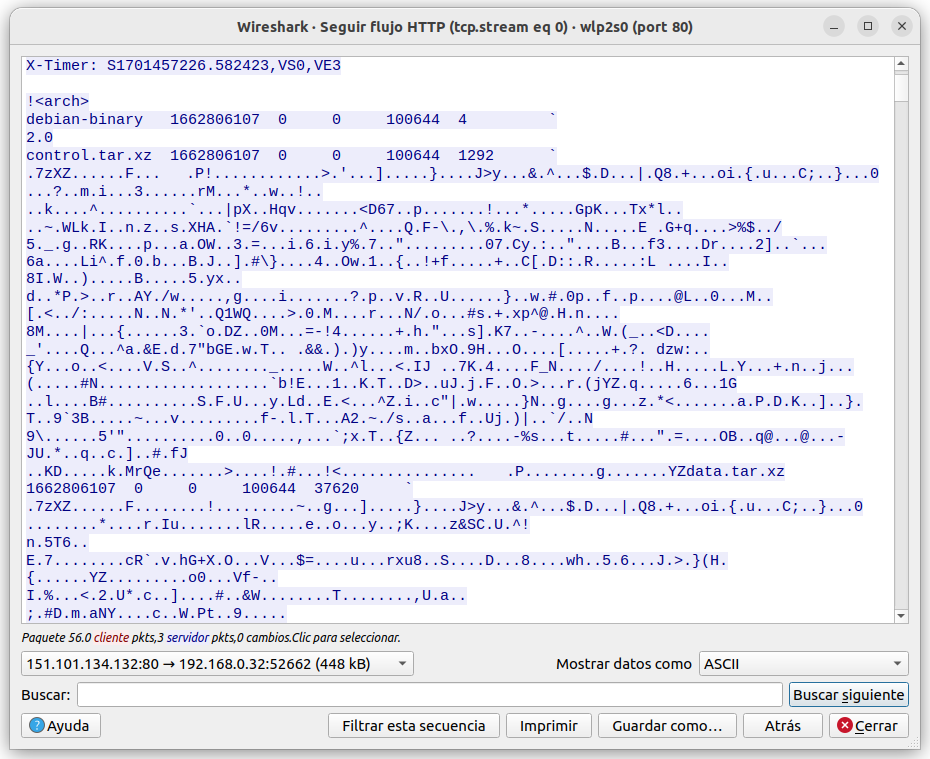 Wireshark · Seguir flujo HTTP (tcp.stream eq 0) · wlp2s0 (port 80)
X-Timer: S1701457226.582423,VS0,VE3
!<arch>
debian-binary   1662806107  0     0     100644  4         `
2.0
control.tar.xz  1662806107  0     0     100644  1292      `
.7zXZ......F...   .P!............>.'...].....}....J>y...&.^...$.D...|.Q8.+...oi.{.u...C;..}...0
...?..m.i...3......rM...*..w..!..
..k....^..........`...|pX..Hqv.......<D67..p.......!...*.....GpK...Tx*l..
..~.WLk.I..n.z..s.XHA.`!=/6v.........^....Q.F-\.,\.%.k~.S.....N.....E .G+q....>%$../
5._.g..RK....p...a.OW..3.=...i.6.i.y%.7..".........07.Cy.:.."....B...f3....Dr....2]..`...
6a....Li^.f.0.b...B.J..].#\}....4..Ow.1..{..!+f.....+..C[.D::.R.....:L ....I..
8I.W..).....B.....5.yx..
d..*P.>..r..AY./w.....,g....i.......?.p..v.R..U......}..w.#.0p..f..p....@L..0...M..
[.<../:.....N..N.*'..Q1WQ....>.0.M....r...N/.o...#s.+.xp^@.H.n....
8M....|...{......3.`o.DZ..0M...=-!4......+.h."...s].K7..-....^..W.(_..<D....
_'....Q...^a.&E.d.7"bGE.w.T.. .&&.).)y....m..bxO.9H...O....[.....+.?. dzw:..
{Y...o..<....V.S..^........_.....W..^l...<.IJ ..7K.4....F_N..../....!..H.....L.Y...+.n..j...
(.....#N...................`b!E...1..K.T..D>..uJ.j.F..O.>...r.(jYZ.q.....6...1G
..l....B#..........S.F.U...y.Ld..E.<...^Z.i..c"|.w.....}N..g....g...z.*<.......a.P.D.K..]..}.
T..9`3B.....~...v.........f-.l.T...A2.~./s..a...f..Uj.)|..`/..N
9\......5'"..........0..0.....,...`;x.T..{Z... ..?....-%s...t.....#...".=....OB..q@...@...-
JU.*..q..c.]..#.fJ
..KD.....k.MrQe.......>....!.#...!<...............   .P........g.......YZdata.tar.xz
1662806107  0     0     100644  37620     `
.7zXZ......F........!.........~..g...].....}....J>y...&.^...$.D...|.Q8.+...oi.{.u...C;..}...0
........*....r.Iu.......lR.....e..o...y..;K....z&SC.U.^!
n.5T6..
E.7........cR`.v.hG+X.O...V...$=....u...rxu8..S....D...8....wh..5.6...J.>.}(H.
{......YZ.........o0...Vf-..
I.%...<.2.U*.c..]....#..&W........T........,U.a..
;.#D.m.aNY....c..W.Pt..9.....
Paquete 56.0 cliente pkts,3 servidor pkts,0 cambios.Clic para seleccionar.
151.101.134.132:80 → 192.168.0.32:52662 (448 kB) Mostrar datos como ASCII
Buscar: Buscar siguiente
Ayuda Filtrar esta secuencia Imprimir Guardar como… Atrás Cerrar